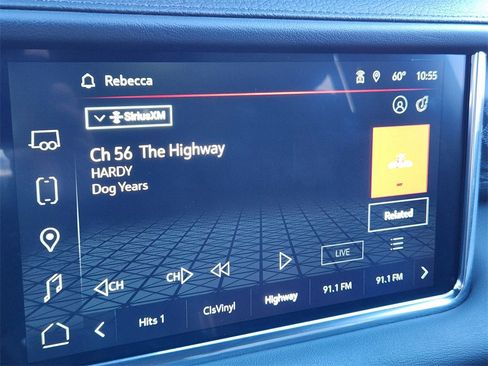 Rebecca
60° 10:55
SiriusXM
Ch 56 The Highway
HARDY
Dog Years
Related
CH CH LIVE
Hits 1 ClsVinyl Highway 91.1 FM 91.1 FM